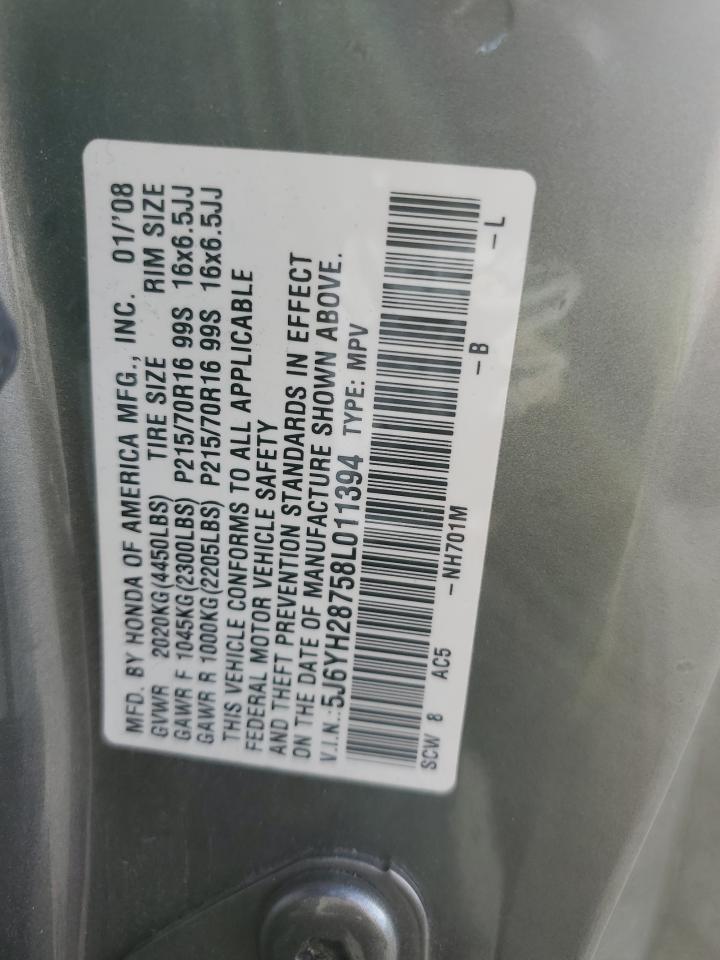 MFD. BY HONDA OF AMERICA MFG., INC. 01/'08
GVWR 2020KG(4450LBS) TIRE SIZE RIM SIZE
GAWR F 1045KG(2300LBS) P215/70R16 99S 16x6.5JJ
GAWR R 1000KG(2205LBS) P215/70R16 99S 16x6.5JJ
THIS VEHICLE CONFORMS TO ALL APPLICABLE
FEDERAL MOTOR VEHICLE SAFETY
AND THEFT PREVENTION STANDARDS IN EFFECT
ON THE DATE OF MANUFACTURE SHOWN ABOVE.
V.I.N.:5J6YH28758L011394 TYPE: MPV
SCW 8 AC5 -NH701M -B -L